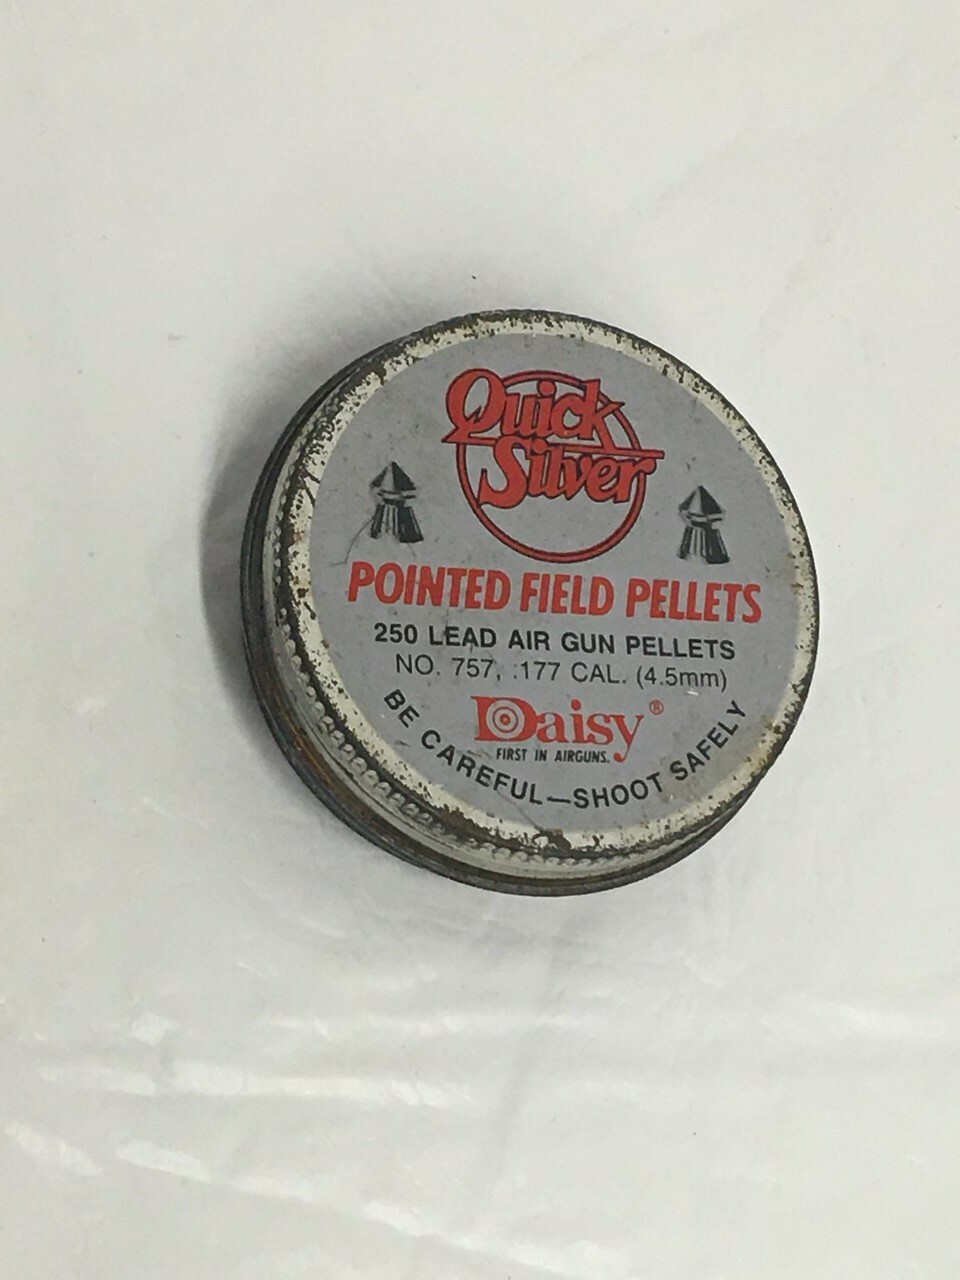 Quick
Silver
POINTED FIELD PELLETS
250 LEAD AIR GUN PELLETS
NO. 757, .177 CAL. (4.5mm)
Daisy®
FIRST IN AIRGUNS.
BE CAREFUL—SHOOT SAFELY